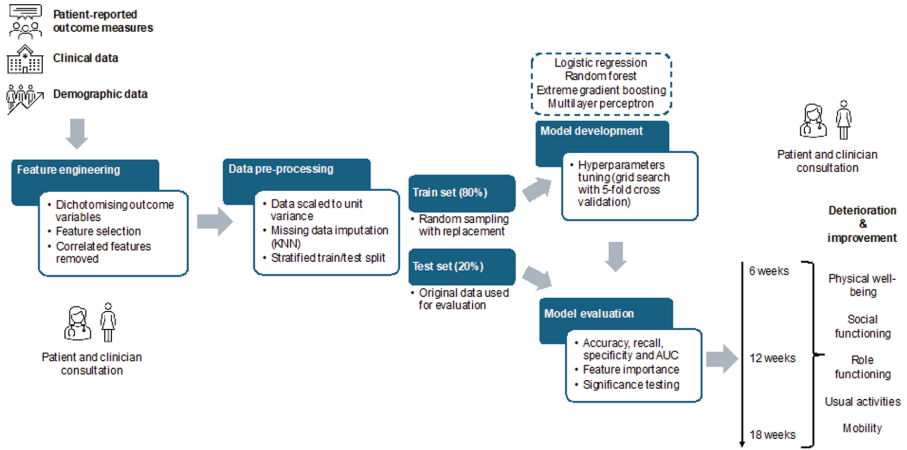 Patient-reported
outcome measures
Clinical data
Demographic data
Feature engineering
• Dichotomising outcome
variables
• Feature selection
• Correlated features
removed
Patient and clinician
consultation
Data pre-processing
• Data scaled to unit
variance
• Missing data imputation
(KNN)
• Stratified train/test split
Train set (80%)
• Random sampling
with replacement
Test set (20%)
• Original data used
for evaluation
Logistic regression
Random forest
Extreme gradient boosting
Multilayer perceptron
Model development
• Hyperparameters
tuning (grid search
with 5-fold cross
validation)
Model evaluation
• Accuracy, recall,
specificity and AUC
• Feature importance
• Significance testing
Patient and clinician
consultation
Deterioration
&
improvement
6 weeks
12 weeks
18 weeks
Physical well-
being
Social
functioning
Role
functioning
Usual activities
Mobility